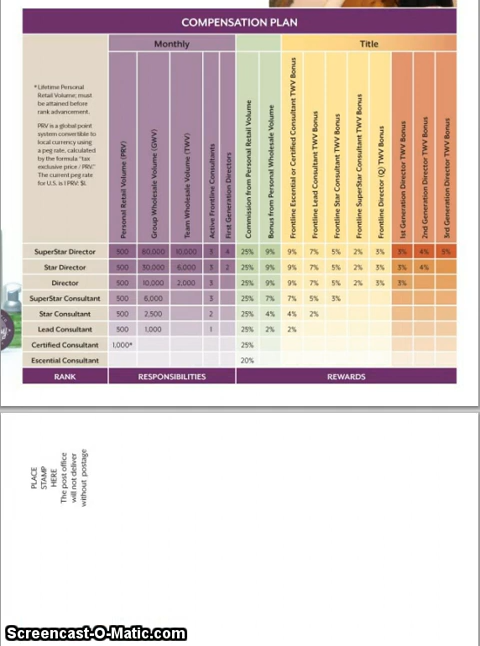 COMPENSATION PLAN
Monthly
Title
* Lifetime Personal
Retail Volume; must
be attained before
rank advancement.
PRV is a global point
system convertible to
local currency using
a peg rate, calculated
by the formula "tax
exclusive price / PRV."
The current peg rate
for U.S. is 1 PRV: $1.
Personal Retail Volume (PRV)
Group Wholesale Volume (GWV)
Team Wholesale Volume (TWV)
Active Frontline Consultants
First Generation Directors
Commission from Personal Retail Volume
Bonus from Personal Wholesale Volume
Frontline Escential or Certified Consultant TWV Bonus
Frontline Lead Consultant TWV Bonus
Frontline Star Consultant TWV Bonus
Frontline SuperStar Consultant TWV Bonus
Frontline Director (Q) TWV Bonus
1st Generation Director TWV Bonus
2nd Generation Director TWV Bonus
3rd Generation Director TWV Bonus
SuperStar Director 500 80,000 10,000 3 25% 9% 9% 7% 5% 2% 3% 3% 4% 5%
Star Director 500 30,000 6,000 3 2 25% 9% 9% 7% 5% 2% 3% 3% 4%
Director 500 10,000 2,000 3 25% 9% 9% 7% 5% 2% 3% 3%
SuperStar Consultant 500 6,000 3 25% 7% 7% 5% 3%
Star Consultant 500 2,500 2 25% 4% 4% 2%
Lead Consultant 500 1,000 1 25% 2% 2%
Certified Consultant 1,000* 25%
Escential Consultant 20%
RANK RESPONSIBILITIES REWARDS
PLACE
STAMP
HERE
The post office
will not deliver
without postage
Screencast-O-Matic.com